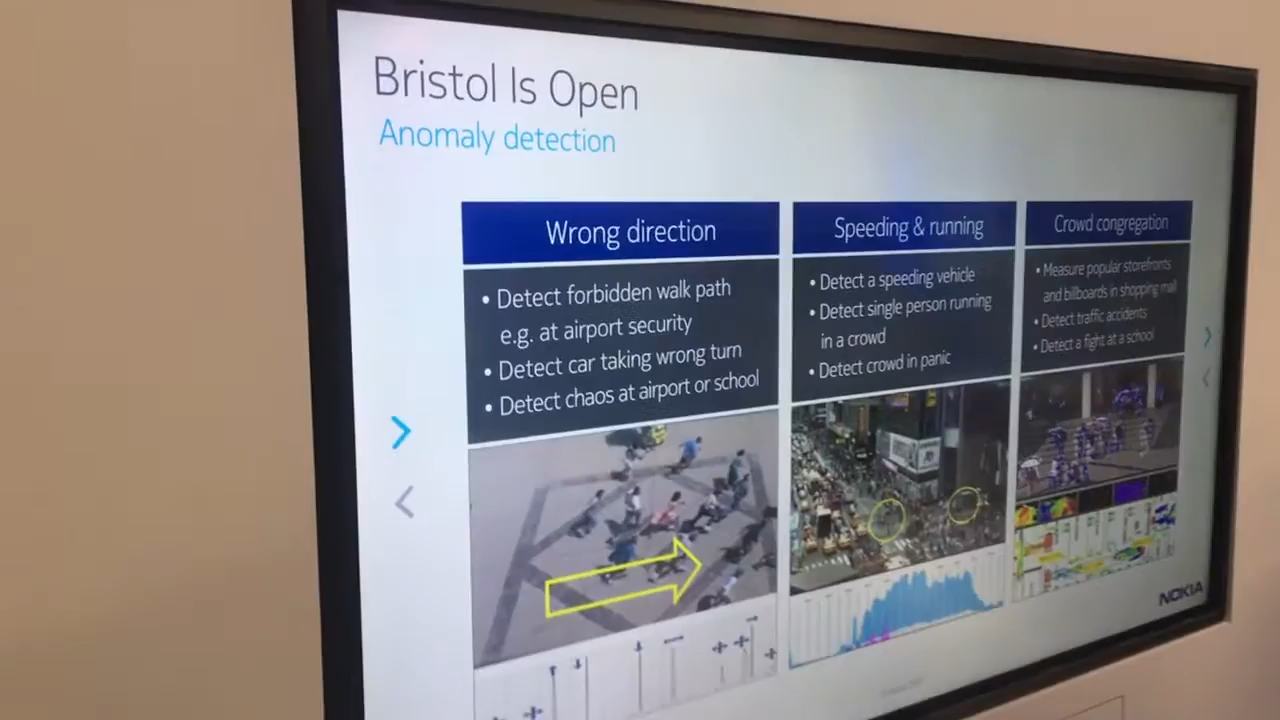 Bristol Is Open
Anomaly detection
Wrong direction
• Detect forbidden walk path
e.g. at airport security
• Detect car taking wrong turn
• Detect chaos at airport or school
Speeding & running
• Detect a speeding vehicle
• Detect single person running
in a crowd
• Detect crowd in panic
Crowd congregation
• Measure popular storefronts
and billboards in shopping mall
• Detect traffic accidents
• Detect a fight at a school
NOKIA